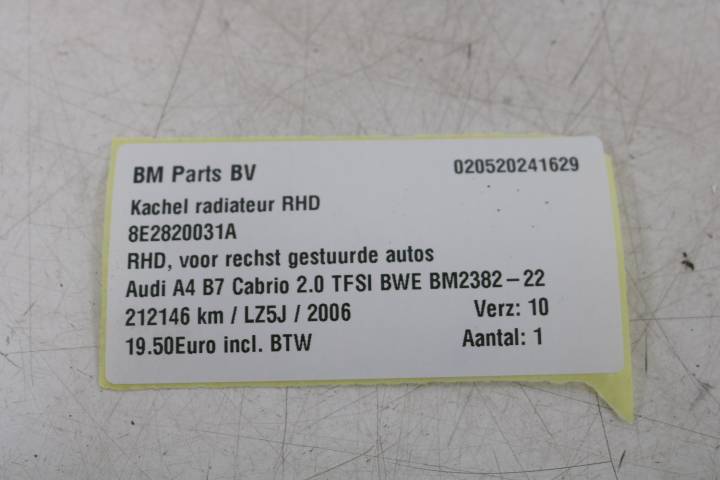 BM Parts BV 020520241629
Kachel radiateur RHD
8E2820031A
RHD, voor rechst gestuurde autos
Audi A4 B7 Cabrio 2.0 TFSI BWE BM2382-22
212146 km / LZ5J / 2006 Verz: 10
19.50Euro incl. BTW Aantal: 1